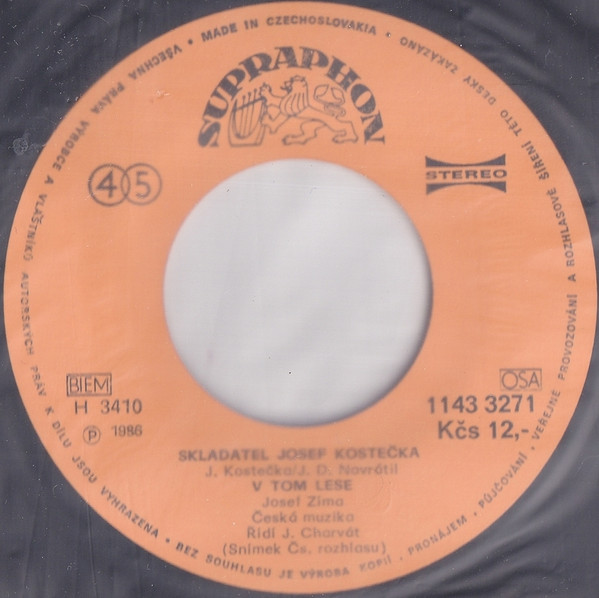 VŠECHNA PRÁVA VÝROBCE A VLASTNÍKŮ AUTORSKÝCH PRÁV K DÍLU JSOU VYHRAZENA • BEZ SOUHLASU JE VÝROBA KOPIÍ, PRONÁJEM, PŮJČOVÁNÍ, VEŘEJNÉ PROVOZOVÁNÍ A ROZHLASOVÉ ŠÍŘENÍ TÉTO DESKY ZAKÁZÁNO • MADE IN CZECHOSLOVAKIA •
SUPRAPHON
45
STEREO
BIEM
OSA
H 3410
1143 3271
Ⓟ 1986
Kčs 12,-
SKLADATEL JOSEF KOSTEČKA
J. Kostečka/J. D. Navrátil
V TOM LESE
Josef Zíma
Česká muzika
Řídí J. Charvát
(Snímek Čs. rozhlasu)